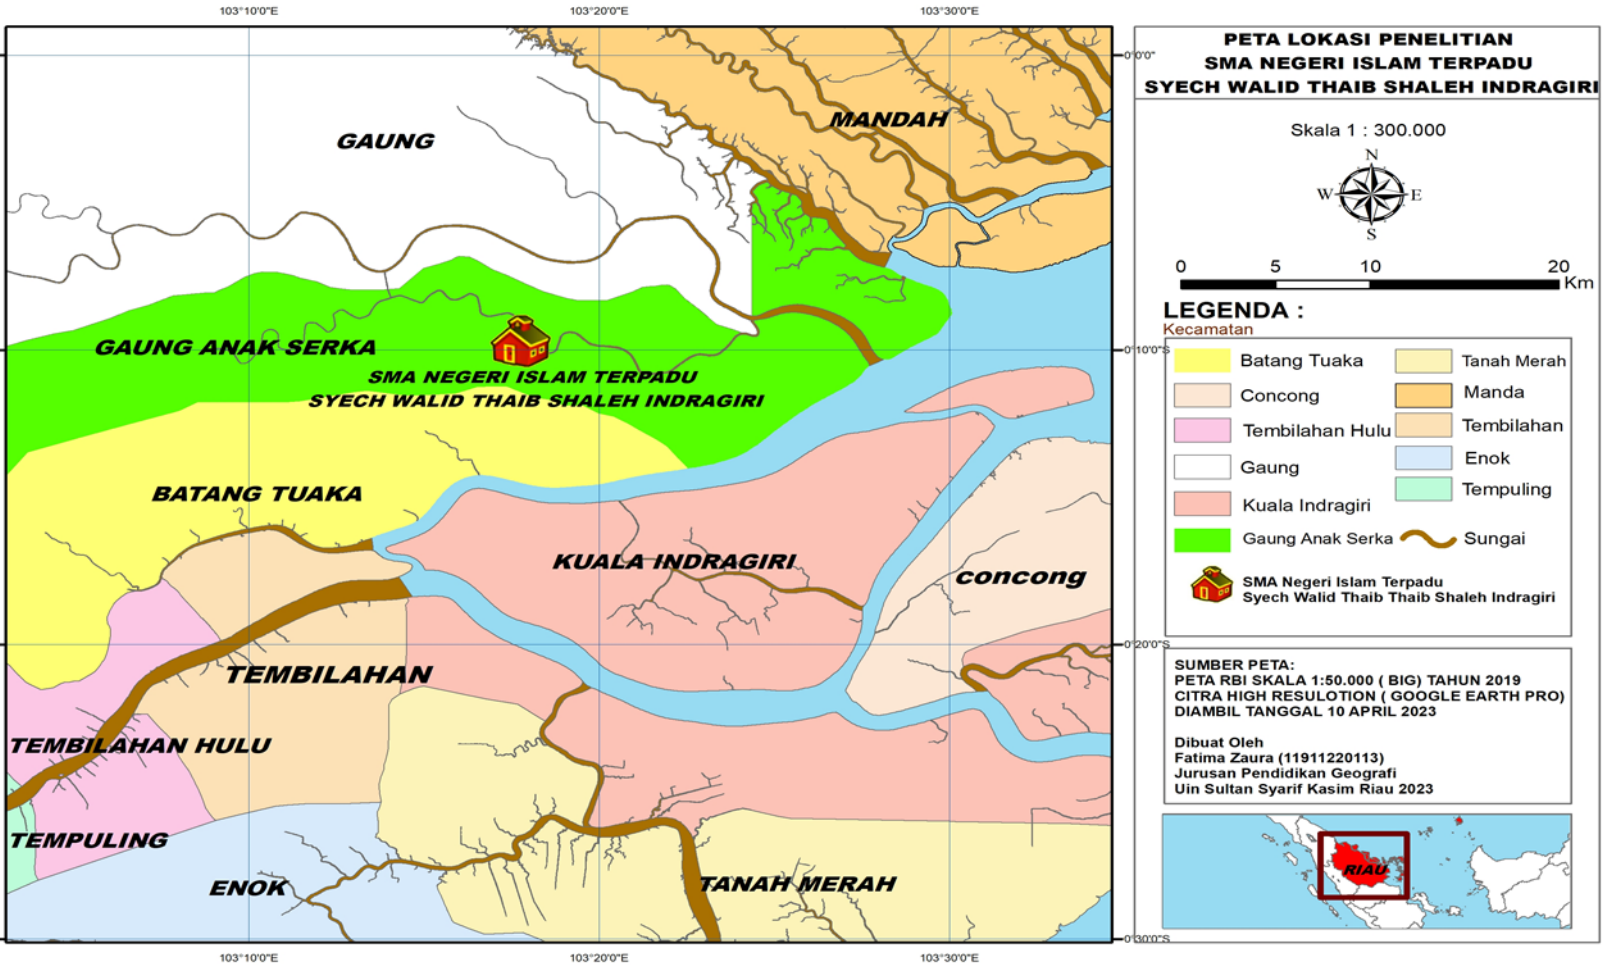 103°10'0"E
103°20'0"E
103°30'0"E
0°0'0"
0°10'0"S
0°20'0"S
0°30'0"S
GAUNG
MANDAH
GAUNG ANAK SERKA
SMA NEGERI ISLAM TERPADU
SYECH WALID THAIB SHALEH INDRAGIRI
BATANG TUAKA
KUALA INDRAGIRI
concong
TEMBILAHAN
TEMBILAHAN HULU
TEMPULING
ENOK
TANAH MERAH
103°10'0"E
103°20'0"E
103°30'0"E
PETA LOKASI PENELITIAN
SMA NEGERI ISLAM TERPADU
SYECH WALID THAIB SHALEH INDRAGIRI
Skala 1 : 300.000
N
W
E
S
0
5
10
20
Km
LEGENDA :
Kecamatan
Batang Tuaka
Concong
Tembilahan Hulu
Gaung
Kuala Indragiri
Gaung Anak Serka
Tanah Merah
Manda
Tembilahan
Enok
Tempuling
Sungai
SMA Negeri Islam Terpadu
Syech Walid Thaib Thaib Shaleh Indragiri
SUMBER PETA:
PETA RBI SKALA 1:50.000 ( BIG) TAHUN 2019
CITRA HIGH RESULOTION ( GOOGLE EARTH PRO)
DIAMBIL TANGGAL 10 APRIL 2023
Dibuat Oleh
Fatima Zaura (11911220113)
Jurusan Pendidikan Geografi
Uin Sultan Syarif Kasim Riau 2023
RIAU